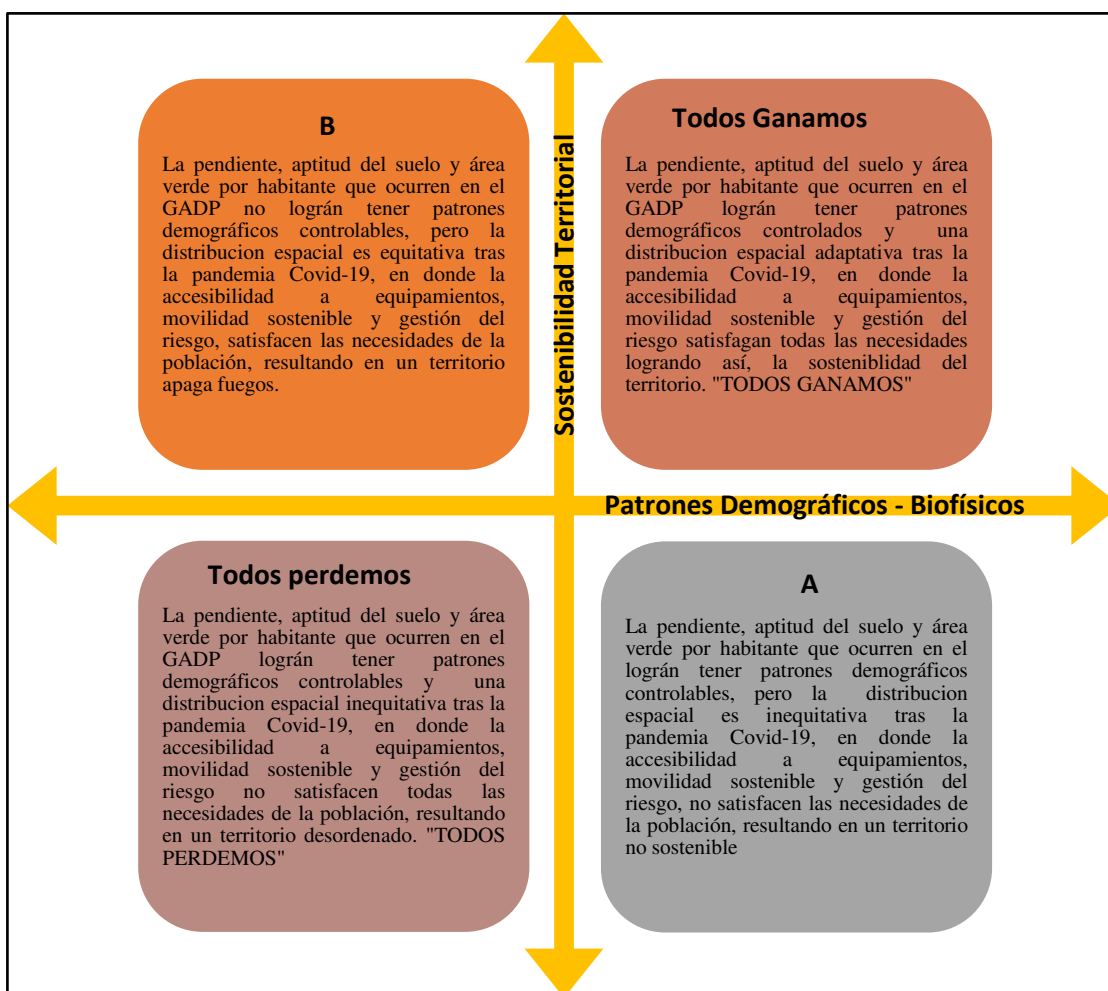 B
La pendiente, aptitud del suelo y área
verde por habitante que ocurren en el
GADP no lográn tener patrones
demográficos controlables, pero la
distribucion espacial es equitativa tras
la pandemia Covid-19, en donde la
accesibilidad a equipamientos,
movilidad sostenible y gestión del
riesgo, satisfacen las necesidades de la
población, resultando en un territorio
apaga fuegos.
Sostenibilidad Territorial
Todos Ganamos
La pendiente, aptitud del suelo y área
verde por habitante que ocurren en el
GADP lográn tener patrones
demográficos controlados y una
distribucion espacial adaptativa tras la
pandemia Covid-19, en donde la
accesibilidad a equipamientos,
movilidad sostenible y gestión del
riesgo satisfagan todas las necesidades
logrando así, la sosteniblidad del
territorio. "TODOS GANAMOS"
Patrones Demográficos - Biofísicos
Todos perdemos
La pendiente, aptitud del suelo y área
verde por habitante que ocurren en el
GADP lográn tener patrones
demográficos controlables y una
distribucion espacial inequitativa tras la
pandemia Covid-19, en donde la
accesibilidad a equipamientos,
movilidad sostenible y gestión del
riesgo no satisfacen todas las
necesidades de la población, resultando
en un territorio desordenado. "TODOS
PERDEMOS"
A
La pendiente, aptitud del suelo y área
verde por habitante que ocurren en el
lográn tener patrones demográficos
controlables, pero la distribucion
espacial es inequitativa tras la
pandemia Covid-19, en donde la
accesibilidad a equipamientos,
movilidad sostenible y gestión del
riesgo, no satisfacen las necesidades de
la población, resultando en un territorio
no sostenible